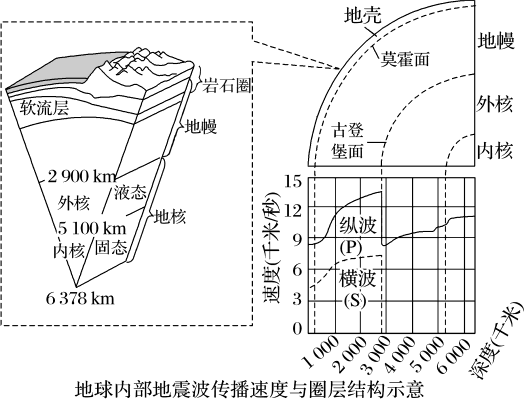 岩石圈
软流层
地幔
2 900 km
液态
外核
地核
5 100 km
内核
固态
6 378 km
地壳
莫霍面
地幔
古登
堡面
外核
内核
速度(千米/秒)
15
12
9
6
3
0
纵波
(P)
横波
(S)
1 000
2 000
3 000
4 000
5 000
6 000
深度(千米)
地球内部地震波传播速度与圈层结构示意